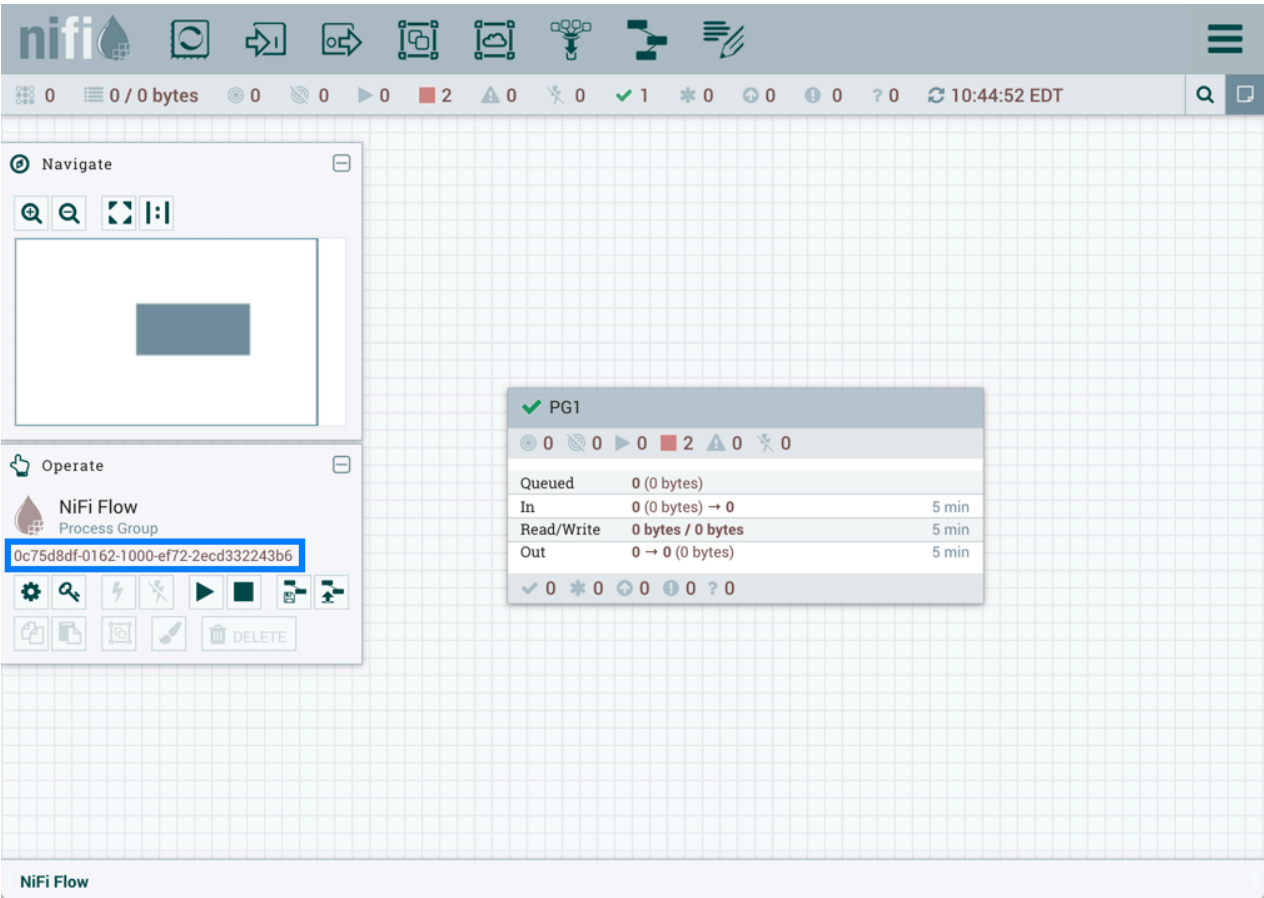 nifi
0 0 / 0 bytes 0 0 0 2 0 0 1 0 0 0 ? 0 10:44:52 EDT
Navigate
Operate
NiFi Flow
Process Group
0c75d8df-0162-1000-ef72-2ecd332243b6
DELETE
PG1
0 0 0 2 0 0
Queued 0 (0 bytes)
In 0 (0 bytes) → 0 5 min
Read/Write 0 bytes / 0 bytes 5 min
Out 0 → 0 (0 bytes) 5 min
0 0 0 0 ? 0
NiFi Flow